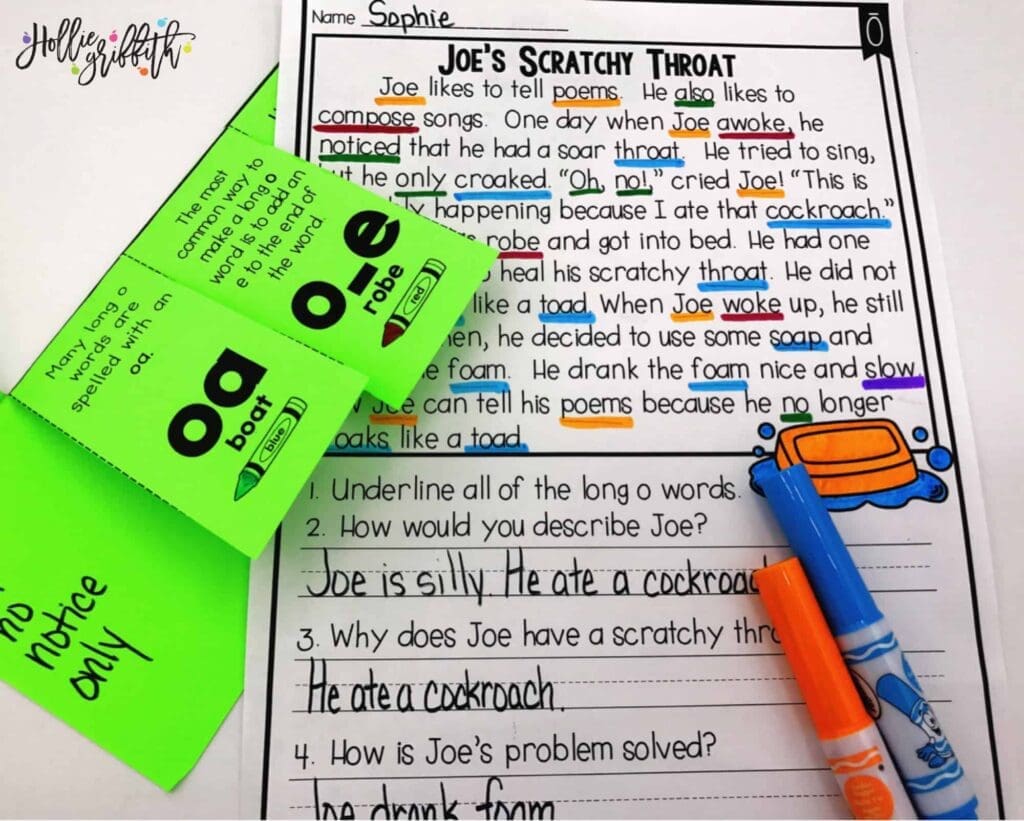 Hollie
griffith
Name Sophie
Ō
JOE'S SCRATCHY THROAT
Joe likes to tell poems. He also likes to
compose songs. One day when Joe awoke, he
noticed that he had a soar throat. He tried to sing,
he only croaked. "Oh, no!" cried Joe! "This is
happening because I ate that cockroach."
robe and got into bed. He had one
heal his scratchy throat. He did not
like a toad. When Joe woke up, he still
he decided to use some soap and
foam. He drank the foam nice and slow.
Joe can tell his poems because he no longer
like a toad.
1. Underline all of the long o words.
2. How would you describe Joe?
Joe is silly. He ate a
3. Why does Joe have a scratchy
He ate a cockroach.
4. How is Joe's problem solved?
Joe drank foam
The most
common way to
make a long o
word is to add an
e to the end of
the word.
o_e
robe
red
Many long o
words are
spelled with an
oa.
oa
boat
blue
no
notice
only